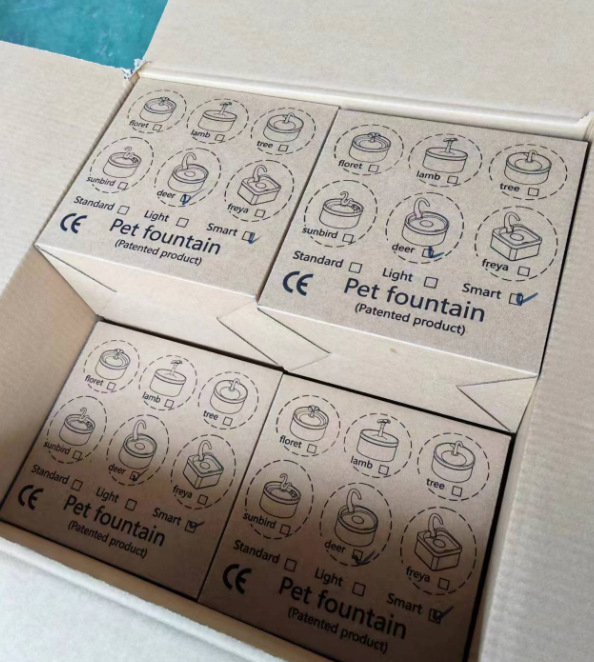 floret lamb tree
sunbird deer freya
Standard Light Smart
CE Pet fountain
(Patented product)
floret lamb tree
sunbird deer freya
Standard Light Smart
CE Pet fountain
(Patented product)
floret lamb tree
sunbird deer freya
Standard Light Smart
CE Pet fountain
(Patented product)
floret lamb tree
sunbird deer freya
Standard Light Smart
CE Pet fountain
(Patented product)